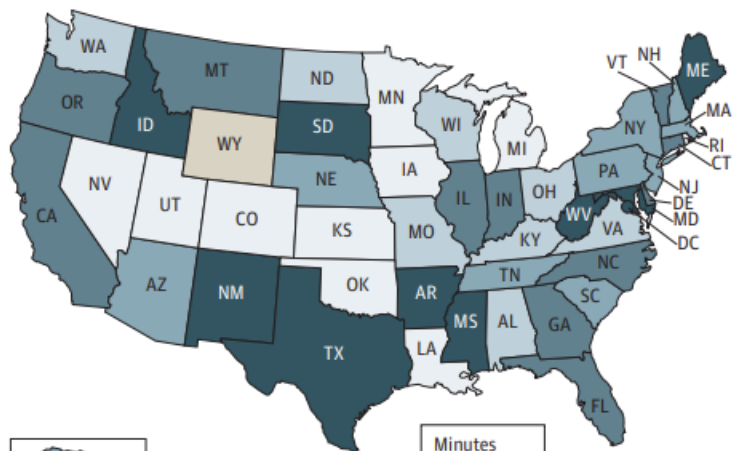 WA
MT
ND
MN
VT
NH
ME
OR
ID
SD
WI
MI
NY
MA
RI
CT
WY
NE
IA
PA
NJ
NV
UT
CO
IL
IN
OH
DE
MD
DC
CA
KS
MO
WV
VA
KY
AZ
NM
OK
AR
TN
NC
SC
TX
MS
AL
GA
LA
FL
Minutes